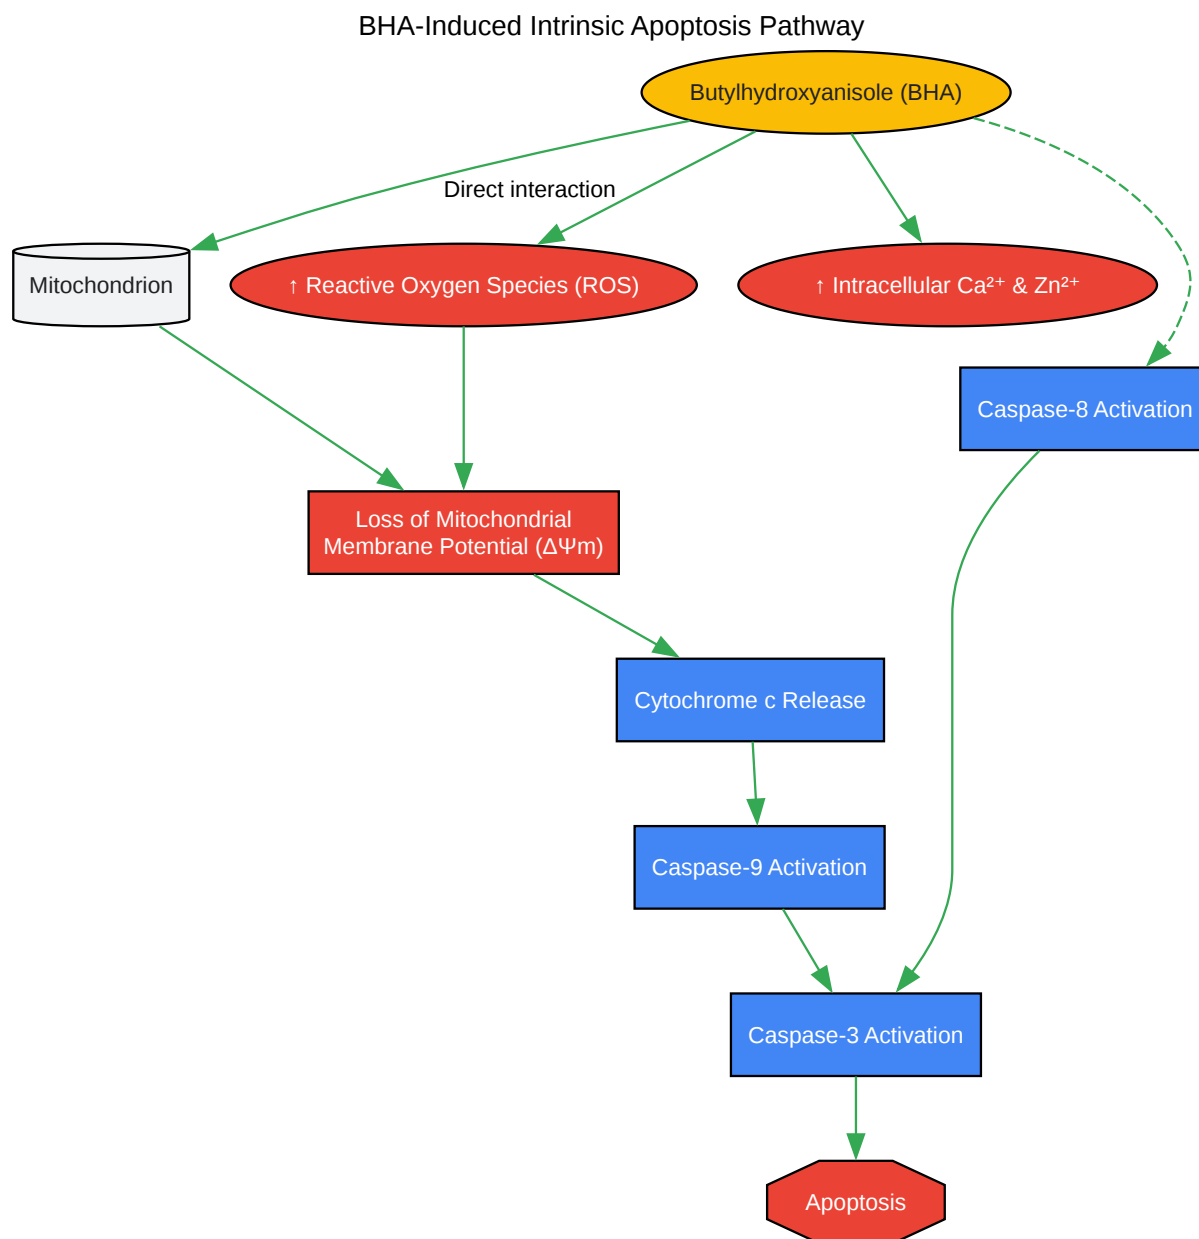 BHA-Induced Intrinsic Apoptosis Pathway
Butylhydroxyanisole (BHA)
Direct interaction
Mitochondrion
↑ Reactive Oxygen Species (ROS)
↑ Intracellular Ca²⁺ & Zn²⁺
Caspase-8 Activation
Loss of Mitochondrial
Membrane Potential (ΔΨm)
Cytochrome c Release
Caspase-9 Activation
Caspase-3 Activation
Apoptosis